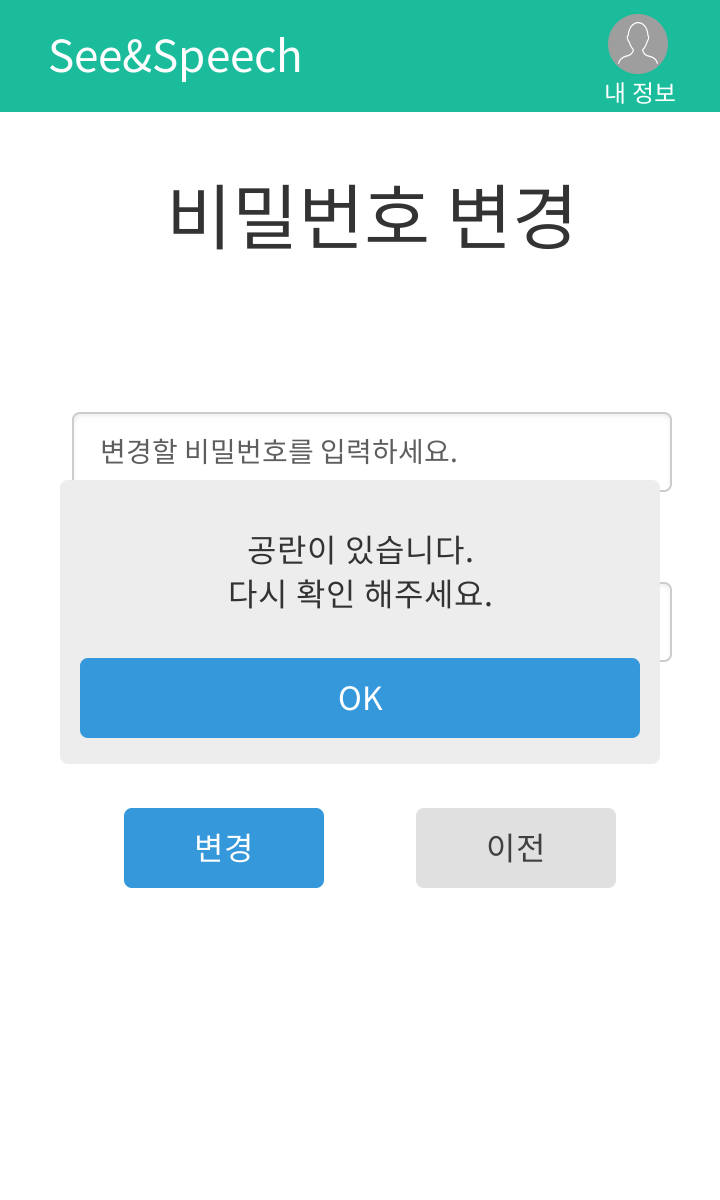 See&Speech
내 정보
비밀번호 변경
변경할 비밀번호를 입력하세요.
공란이 있습니다.
다시 확인 해주세요.
OK
변경
이전